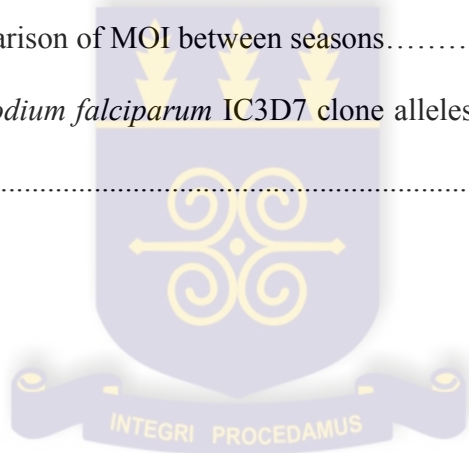 arison of MOI between seasons………
odium falciparum IC3D7 clone alleles
........................................................................................
INTEGRI PROCEDAMUS